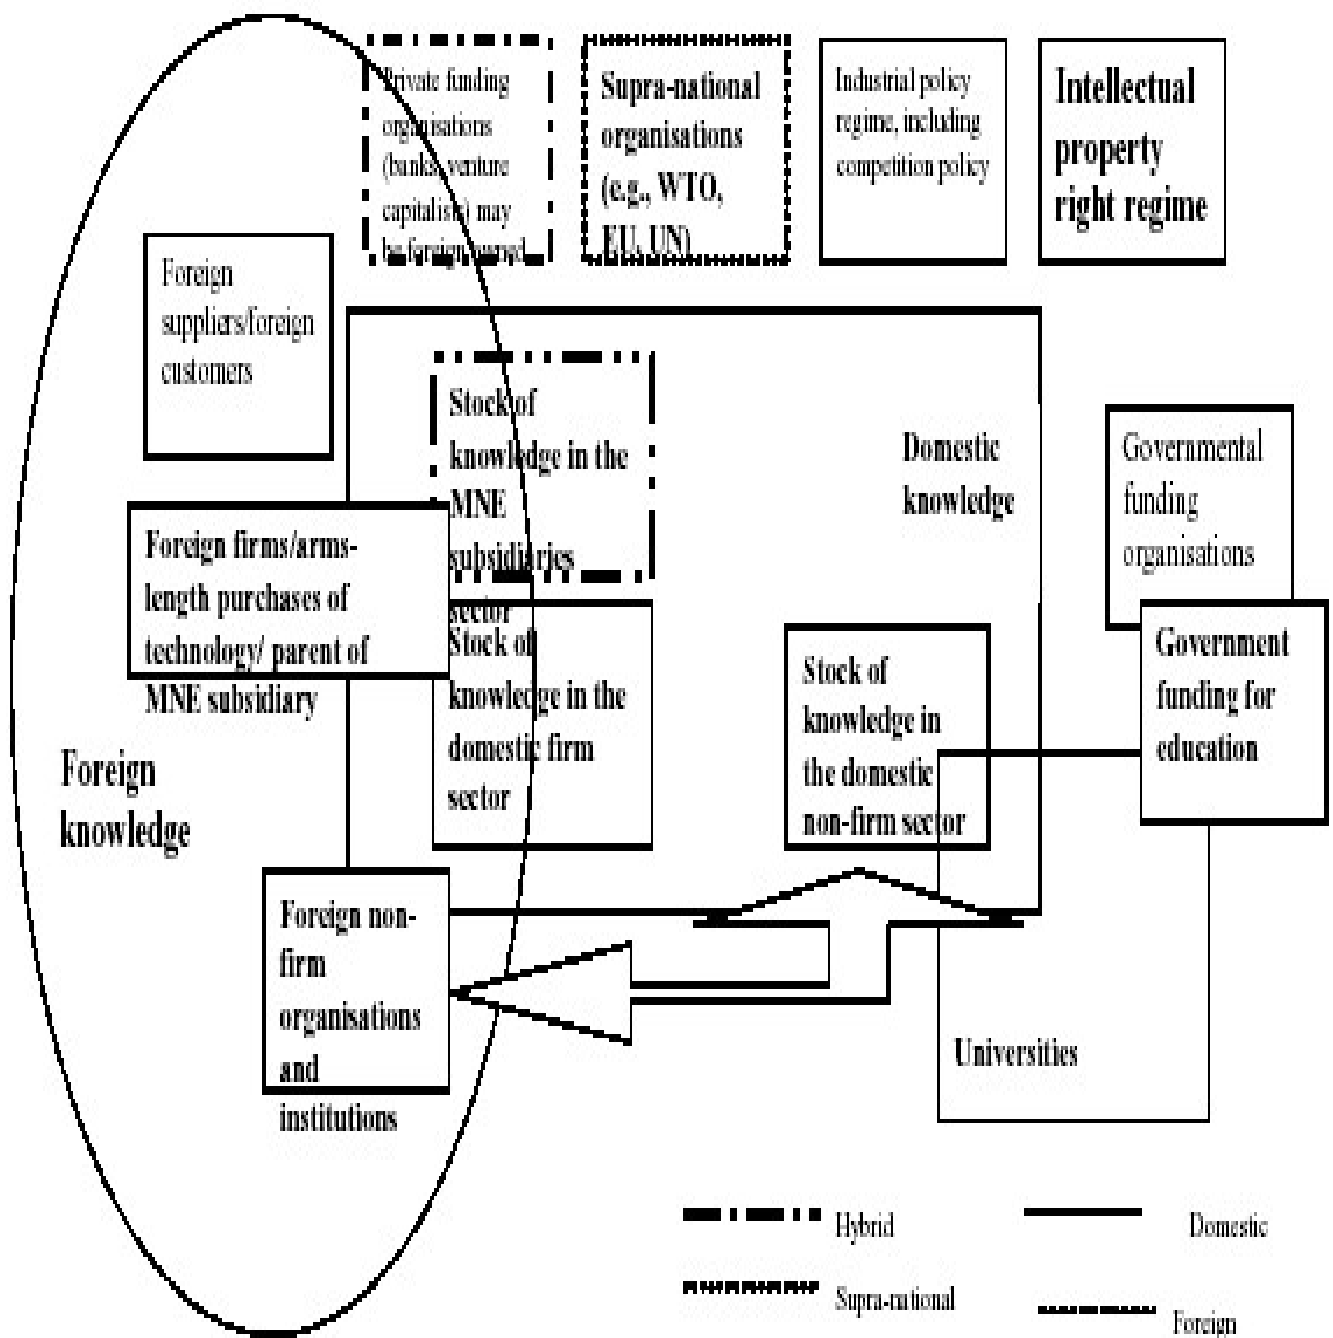 Private funding
organisations
(banks, venture
capitalists) may
be foreign owned
Supra-national
organisations
(e.g., WTO,
EU, UN)
Industrial policy
regime, including
competition policy
Intellectual
property
right regime
Foreign
suppliers/foreign
customers
Stock of
knowledge in the
MNE
subsidiaries
sector
Domestic
knowledge
Governmental
funding
organisations
Foreign firms/arms-
length purchases of
technology/ parent of
MNE subsidiary
Stock of
knowledge in the
domestic firm
sector
Stock of
knowledge in
the domestic
non-firm sector
Government
funding for
education
Foreign
knowledge
Foreign non-
firm
organisations
and
institutions
Universities
Hybrid
Domestic
Supra-national
Foreign